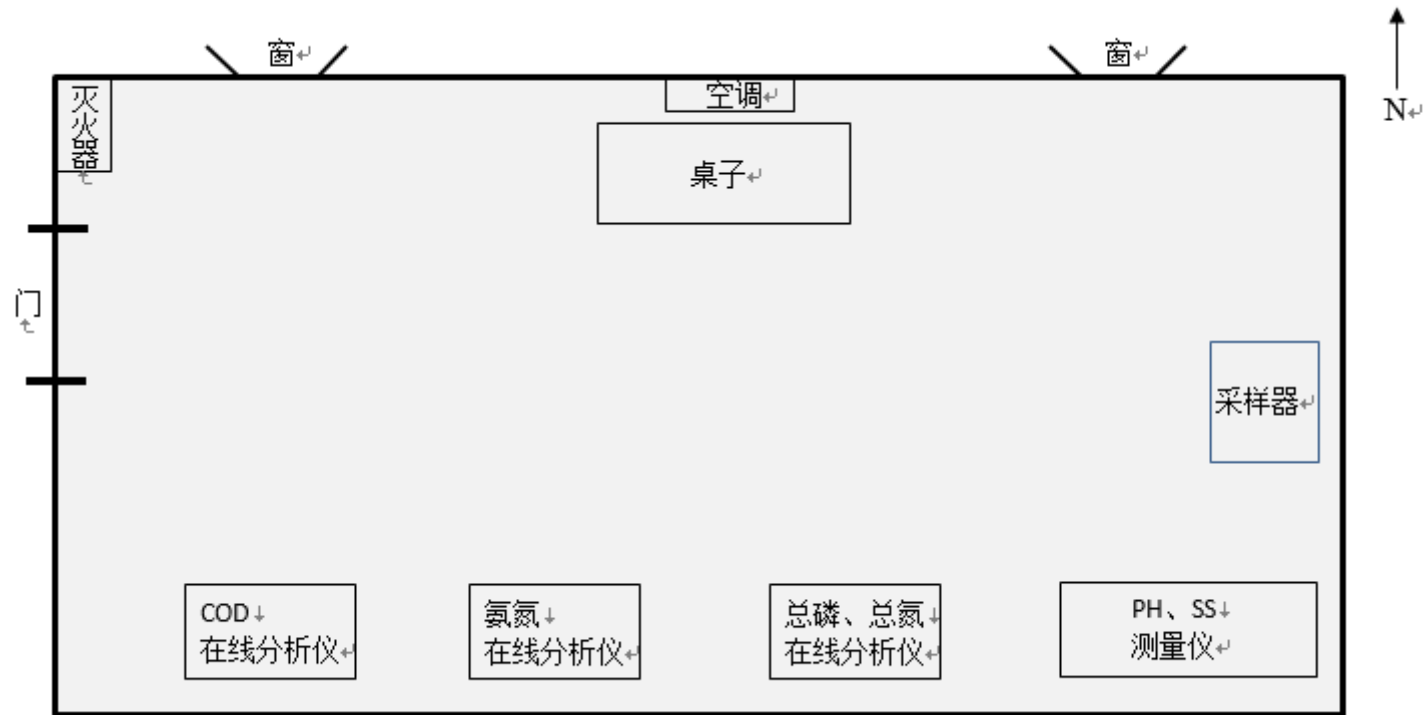 窗
窗
N
灭火器
空调
桌子
门
采样器
COD
在线分析仪
氨氮
在线分析仪
总磷、总氮
在线分析仪
PH、SS
测量仪